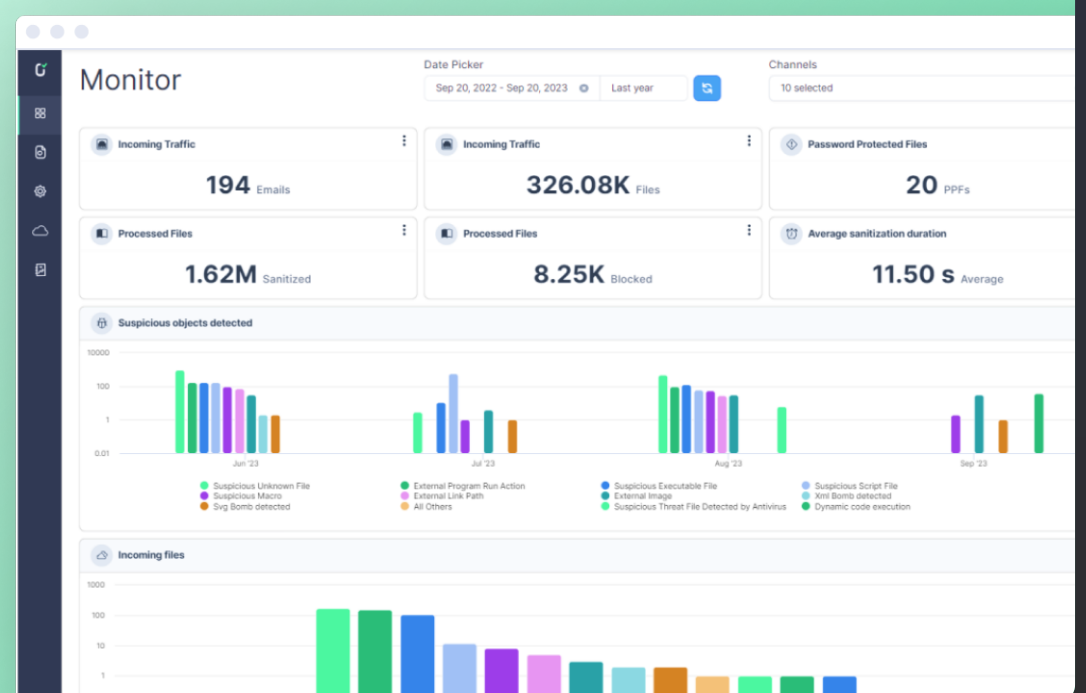 Monitor
Date Picker
Sep 20, 2022 - Sep 20, 2023
Last year
Channels
10 selected
Incoming Traffic
194 Emails
Incoming Traffic
326.08K Files
Password Protected Files
20 PPFs
Processed Files
1.62M Sanitized
Processed Files
8.25K Blocked
Average sanitization duration
11.50 s Average
Suspicious objects detected
10000
100
1
0.01
Jun '23
Jul '23
Aug '23
Sep '23
Suspicious Unknown File
External Program Run Action
Suspicious Executable File
Suspicious Script File
Suspicious Macro
External Link Path
External Image
Xml Bomb detected
Svg Bomb detected
All Others
Suspicious Threat File Detected by Antivirus
Dynamic code execution
Incoming files
1000
100
10
1